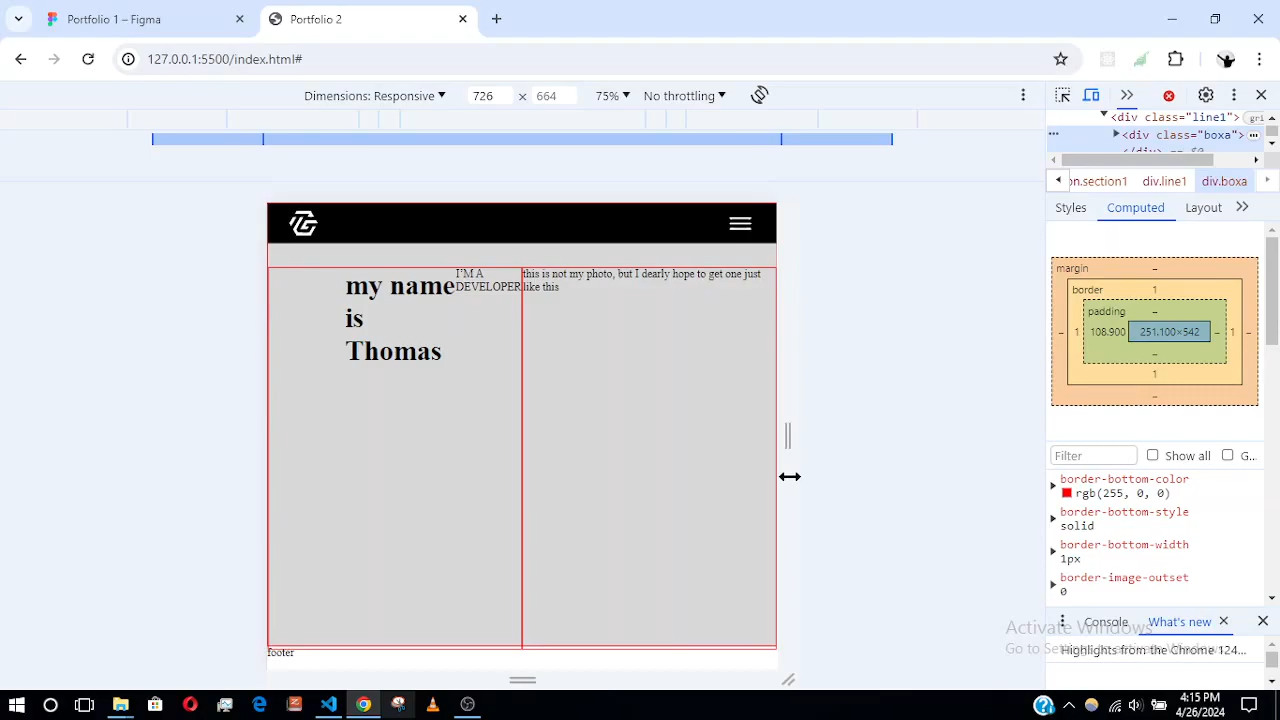 Portfolio 1 – Figma
Portfolio 2
127.0.0.1:5500/index.html#
Dimensions: Responsive
726
×
664
75%
No throttling
<div class="line1">
gri
<div class="boxa">
on.section1
div.line1
div.boxa
Styles
Computed
Layout
margin
–
border
1
padding
–
–
1
108.900
251.100×542
–
1
–
–
1
–
Filter
Show all
G...
border-bottom-color
rgb(255, 0, 0)
border-bottom-style
solid
border-bottom-width
1px
border-image-outset
0
Console
What's new
Highlights from the Chrome 124...
Activate Windows
my name
is
Thomas
I'M A
DEVELOPER
this is not my photo, but I dearly hope to get one just
like this
footer
4:15 PM
4/26/2024